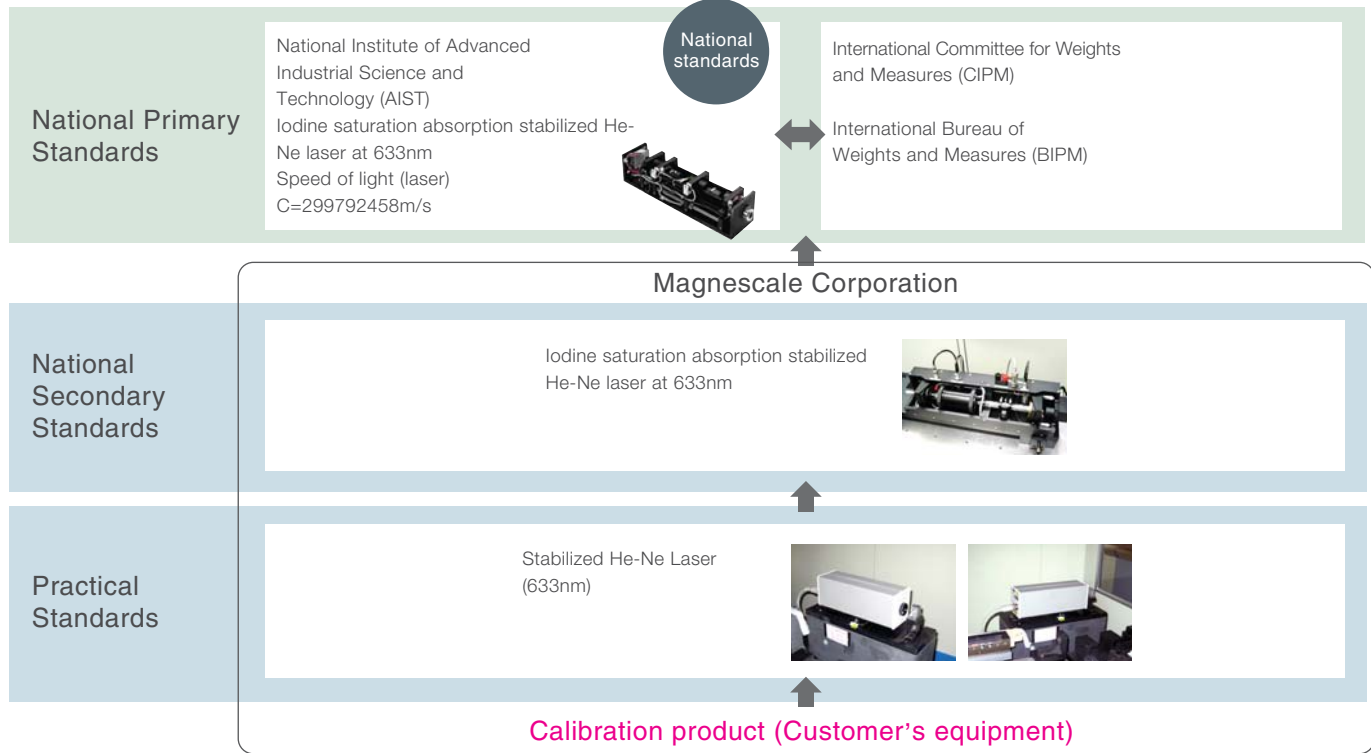 National Primary
Standards
National Institute of Advanced
Industrial Science and
Technology (AIST)
Iodine saturation absorption stabilized He-
Ne laser at 633nm
Speed of light (laser)
C=299792458m/s
National
standards
International Committee for Weights
and Measures (CIPM)
International Bureau of
Weights and Measures (BIPM)
Magnescale Corporation
National
Secondary
Standards
Iodine saturation absorption stabilized
He-Ne laser at 633nm
Practical
Standards
Stabilized He-Ne Laser
(633nm)
Calibration product (Customer's equipment)